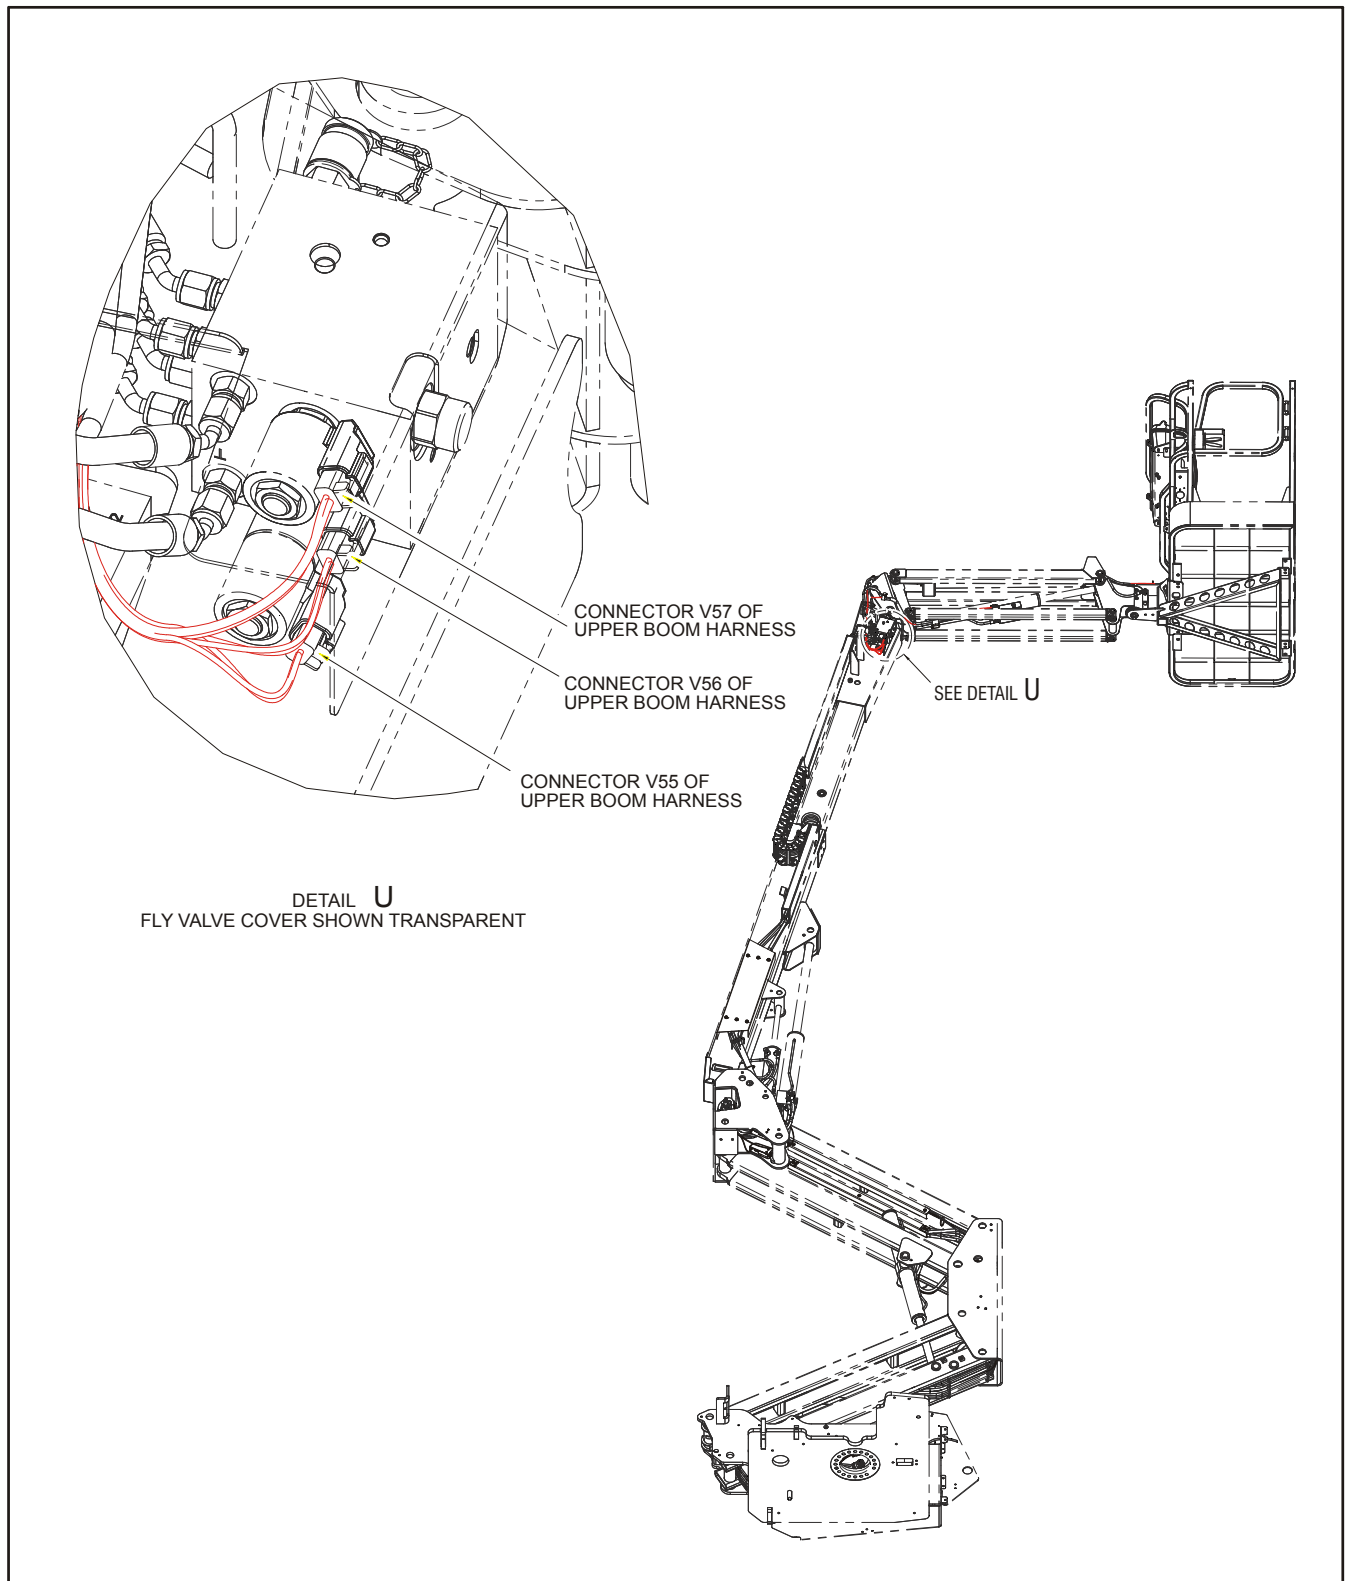 CONNECTOR V57 OF
UPPER BOOM HARNESS
CONNECTOR V56 OF
UPPER BOOM HARNESS
SEE DETAIL U
CONNECTOR V55 OF
UPPER BOOM HARNESS
DETAIL U
FLY VALVE COVER SHOWN TRANSPARENT
T
2